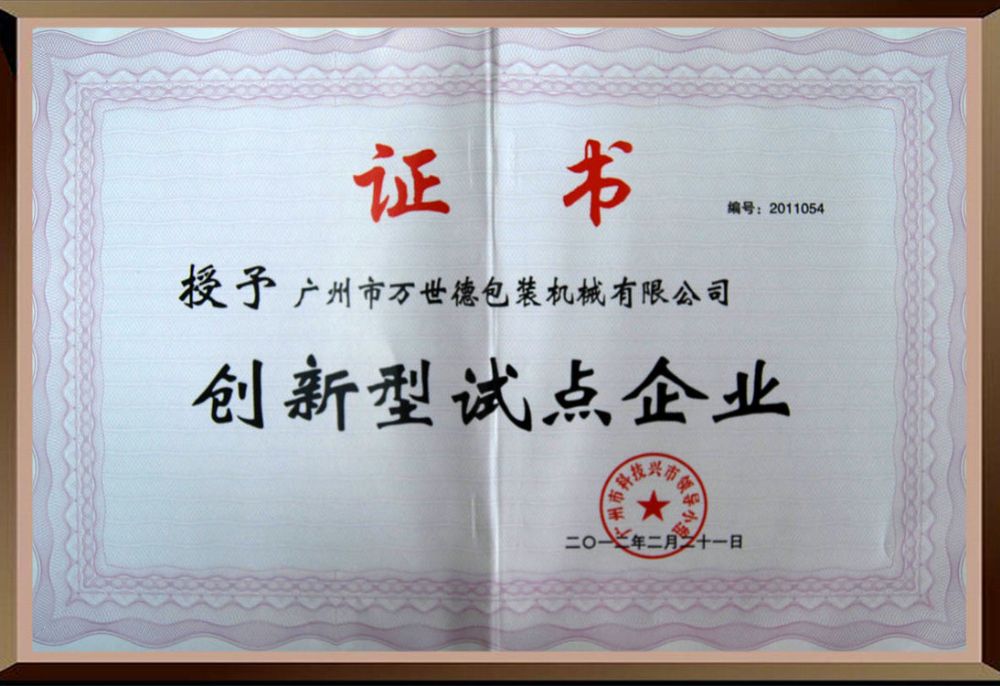 证书
编号：2011054
授予 广州市万世德包装机械有限公司
创新型试点企业
广州市科技兴市领导小组
二〇一二年二月二十一日